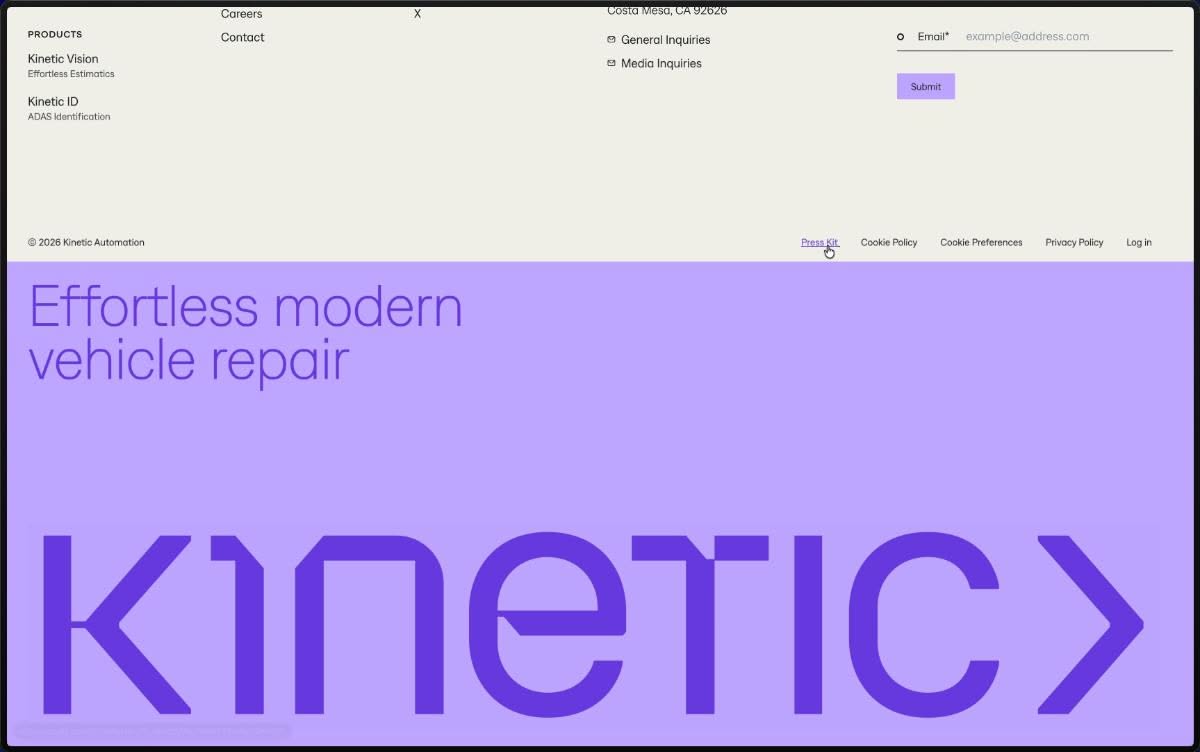 Careers
Contact
X
PRODUCTS
Kinetic Vision
Effortless Estimatics
Kinetic ID
ADAS Identification
Costa Mesa, CA 92626
General Inquiries
Media Inquiries
Email* example@address.com
Submit
© 2026 Kinetic Automation
Press Kit Cookie Policy Cookie Preferences Privacy Policy Log in
Effortless modern
vehicle repair
Kinetic